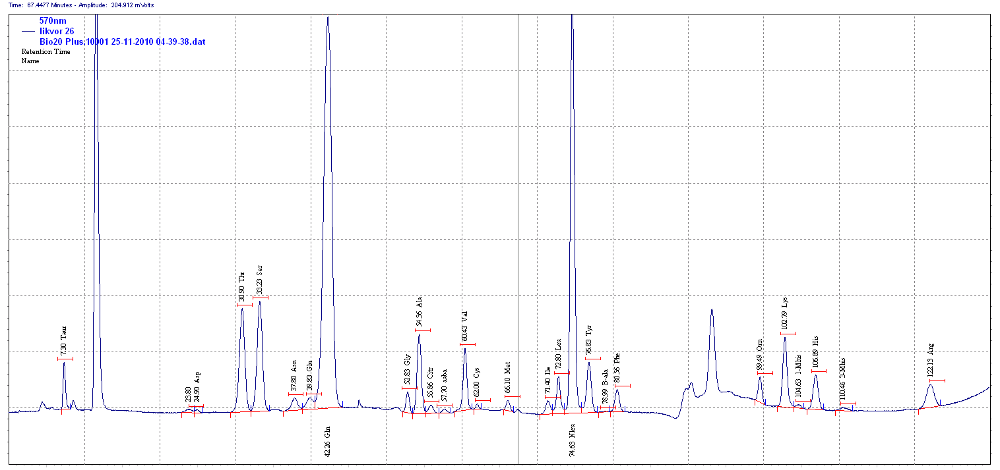 Time: 67.4477 Minutes - Amplitude: 204.912 mVolts
570nm
likvor 26
Bio20 Plus,10001 25-11-2010 04-39-38.dat
Retention Time
Name
7.30 Taur
23.80
24.90 Asp
30.90 Thr
33.23 Ser
37.80 Asn
39.83 Glu
42.26 Gln
52.83 Gly
54.36 Ala
55.86 Citr
57.70 aaba
60.43 Val
62.00 Cys
66.10 Met
71.40 Ile
72.80 Leu
74.63 Nleu
76.83 Tyr
78.99 B-ala
80.56 Phe
99.49 Orn
102.79 Lys
104.63 1-Mhis
106.89 His
110.46 3-Mhis
122.13 Arg